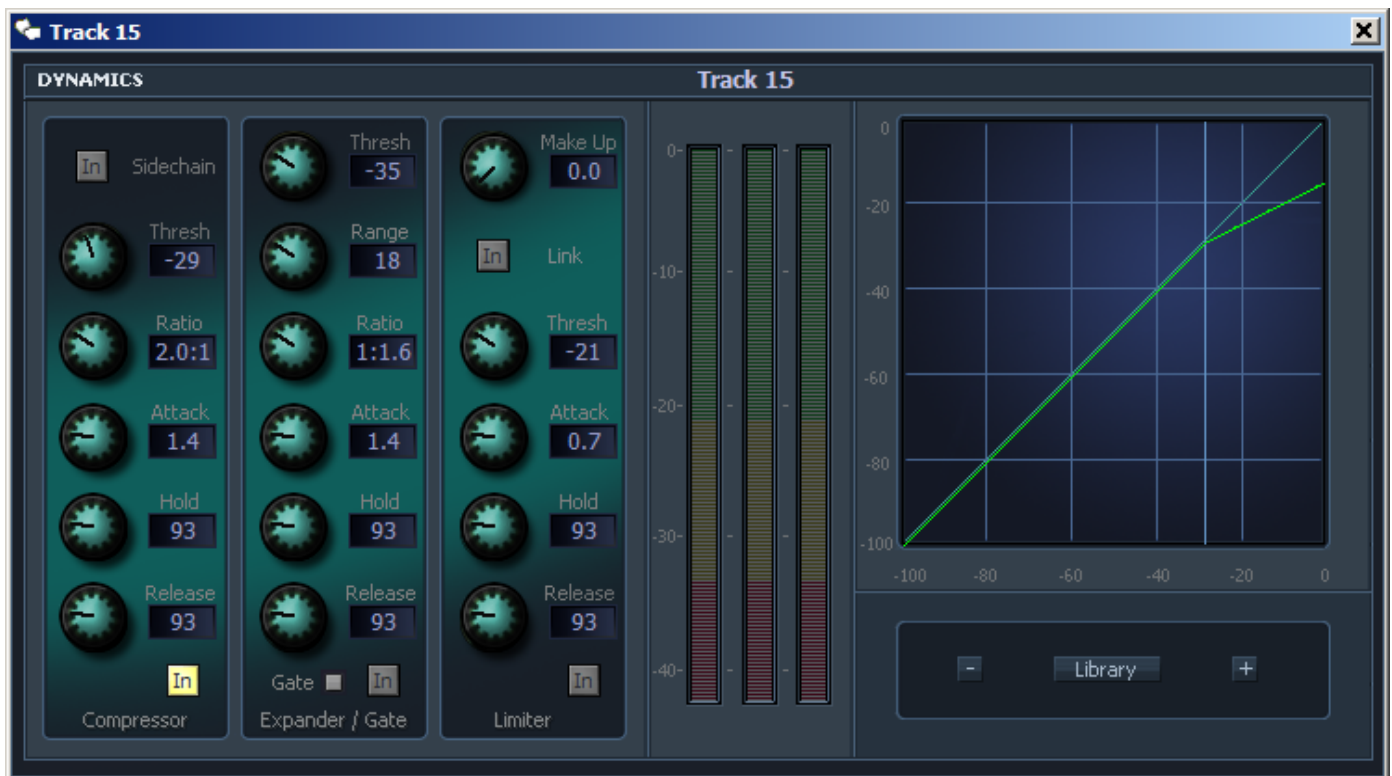 Track 15
DYNAMICS
Track 15
In Sidechain
Thresh
-29
Ratio
2.0:1
Attack
1.4
Hold
93
Release
93
In
Compressor
Thresh
-35
Range
18
Ratio
1:1.6
Attack
1.4
Hold
93
Release
93
Gate In
Expander / Gate
Make Up
0.0
In Link
Thresh
-21
Attack
0.7
Hold
93
Release
93
In
Limiter
0- - -
-10- - -
-20- - -
-30- - -
-40- - -
0
-20
-40
-60
-80
-100
-100 -80 -60 -40 -20 0
- Library +